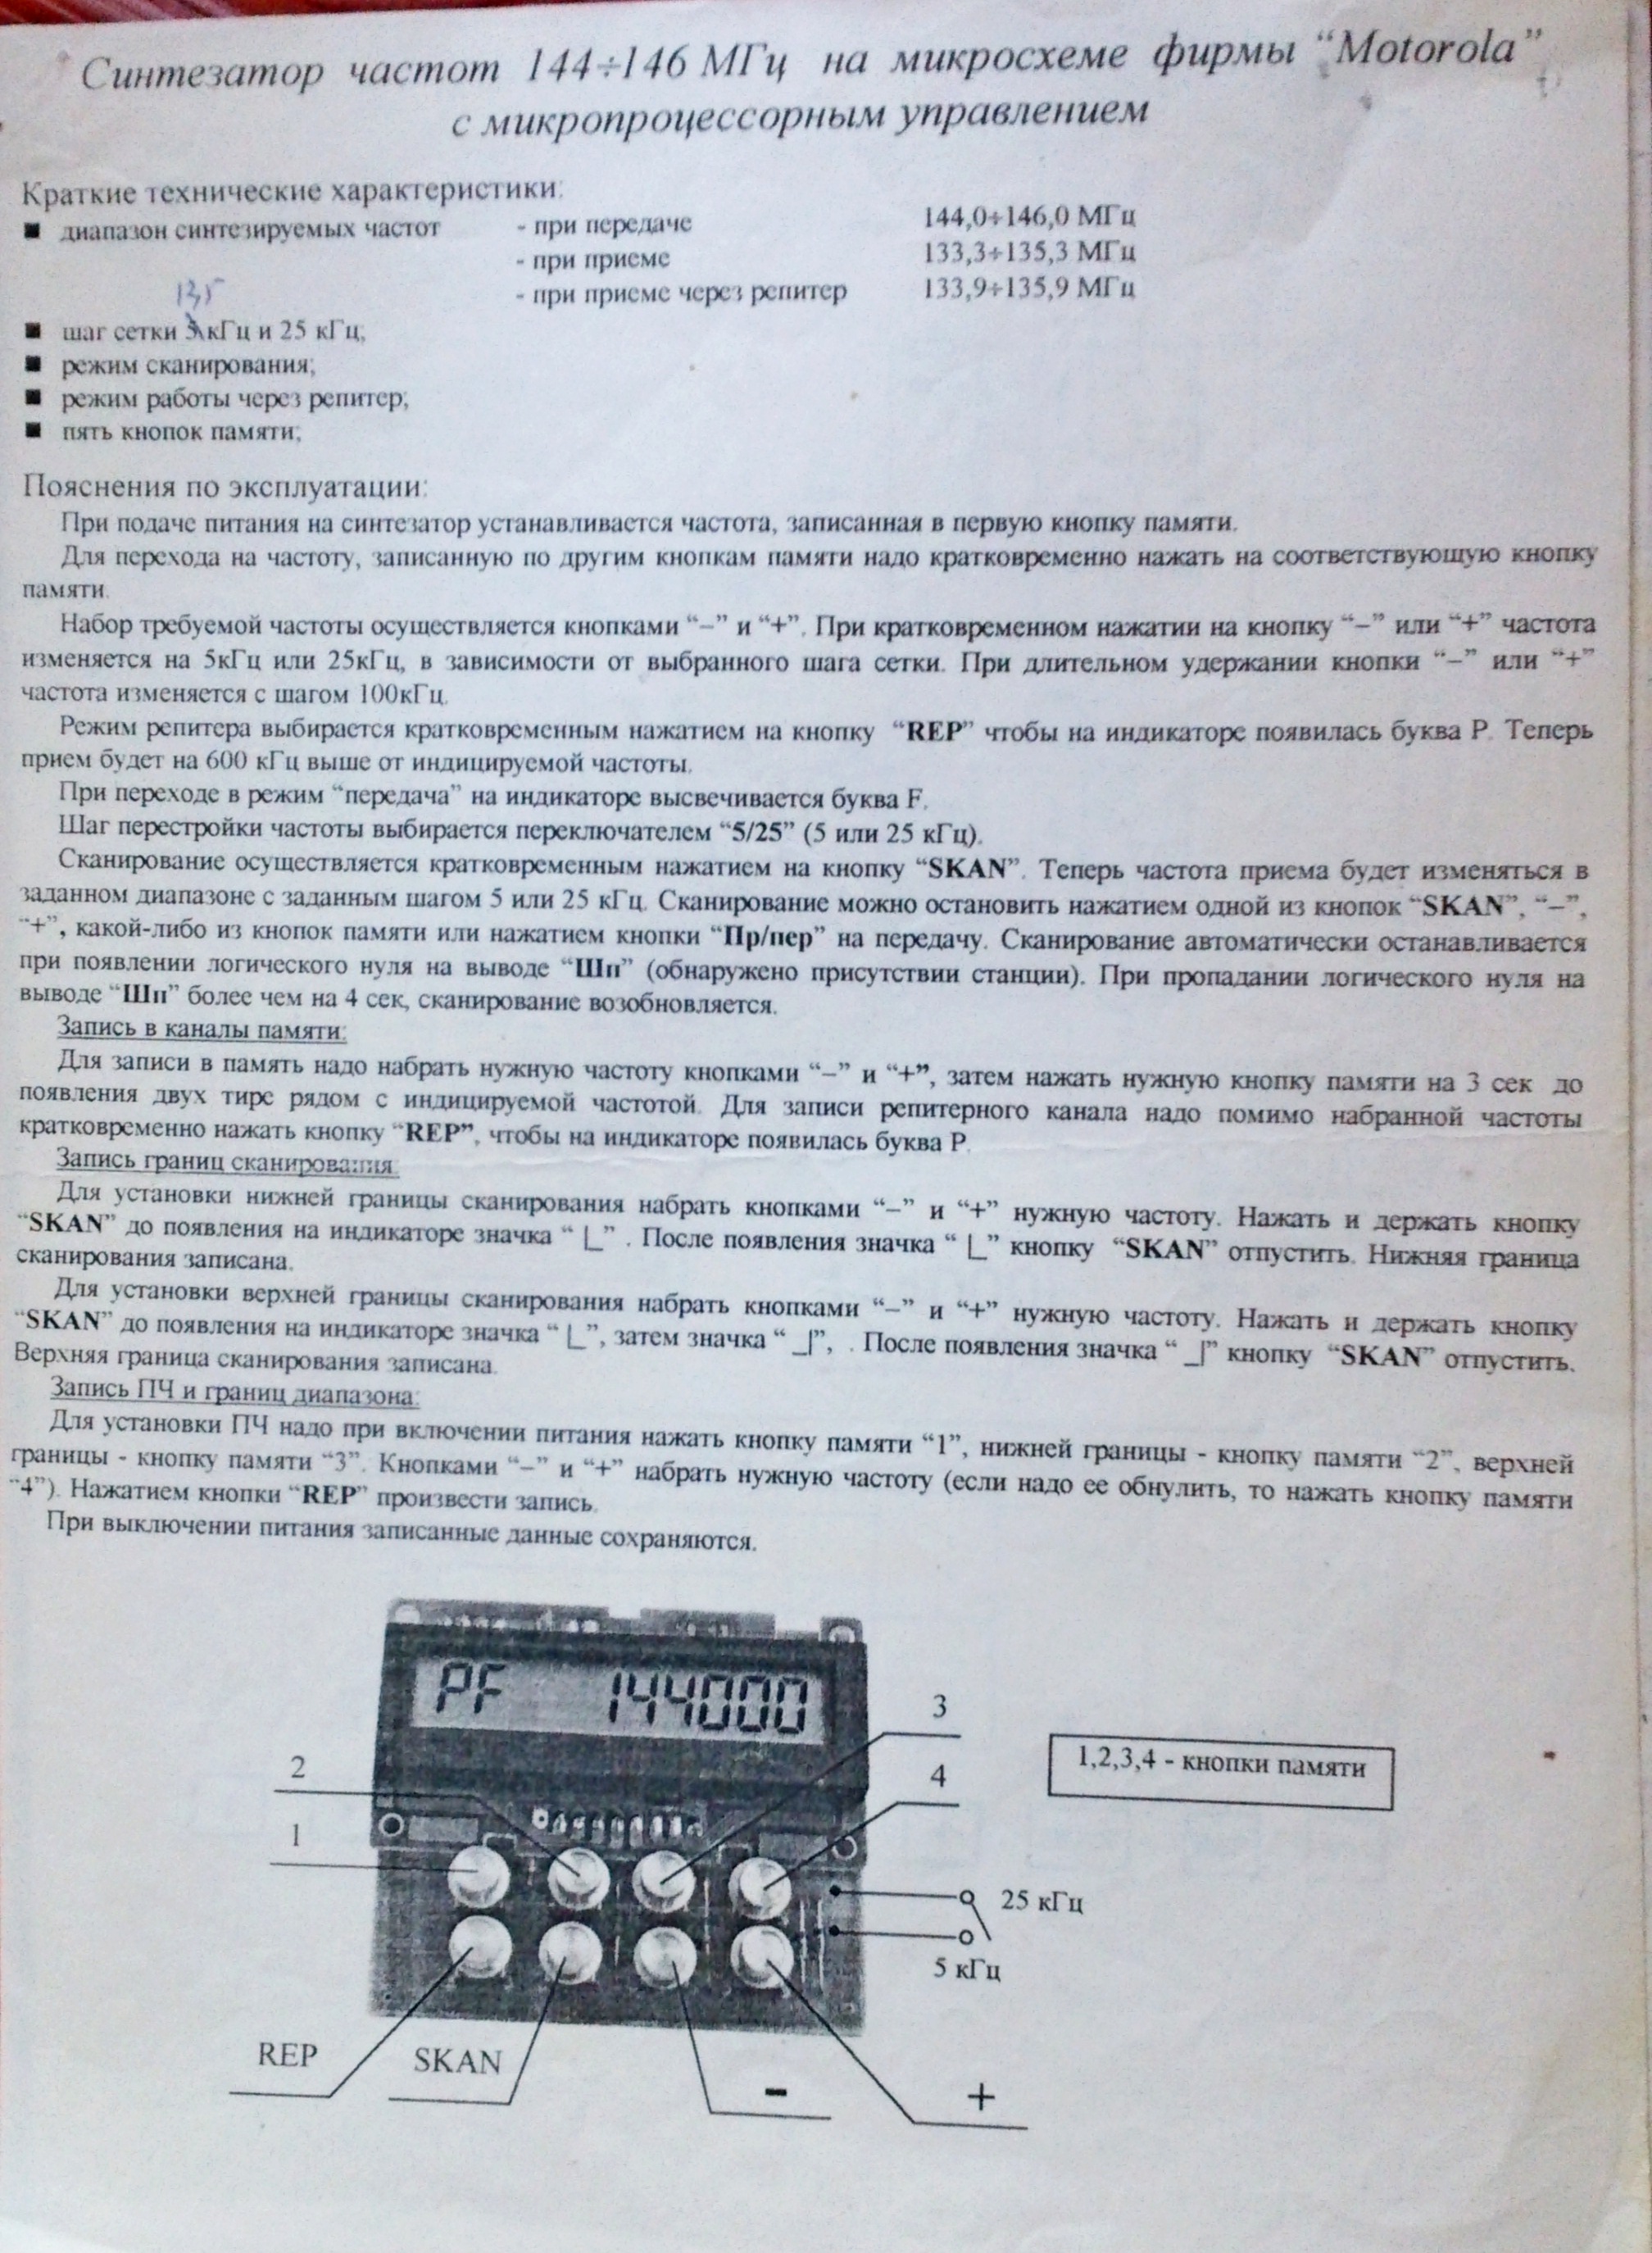 Синтезатор частот 144÷146 МГц на микросхеме фирмы “Motorola”
с микропроцессорным управлением
Краткие технические характеристики:
■ диапазон синтезируемых частот - при передаче 144,0÷146,0 МГц
- при приеме 133,3÷135,3 МГц
- при приеме через репитер 133,9÷135,9 МГц
■ шаг сетки 5 кГц и 25 кГц;
■ режим сканирования;
■ режим работы через репитер;
■ пять кнопок памяти;
Пояснения по эксплуатации:
При подаче питания на синтезатор устанавливается частота, записанная в первую кнопку памяти.
Для перехода на частоту, записанную по другим кнопкам памяти надо кратковременно нажать на соответствующую кнопку
памяти.
Набор требуемой частоты осуществляется кнопками “–” и “+”. При кратковременном нажатии на кнопку “–” или “+” частота
изменяется на 5кГц или 25кГц, в зависимости от выбранного шага сетки. При длительном удержании кнопки “–” или “+”
частота изменяется с шагом 100кГц.
Режим репитера выбирается кратковременным нажатием на кнопку “REP” чтобы на индикаторе появилась буква Р. Теперь
прием будет на 600 кГц выше от индицируемой частоты.
При переходе в режим “передача” на индикаторе высвечивается буква F.
Шаг перестройки частоты выбирается переключателем “5/25” (5 или 25 кГц).
Сканирование осуществляется кратковременным нажатием на кнопку “SKAN”. Теперь частота приема будет изменяться в
заданном диапазоне с заданным шагом 5 или 25 кГц. Сканирование можно остановить нажатием одной из кнопок “SKAN”, “–”,
“+”, какой-либо из кнопок памяти или нажатием кнопки “Пр/пер” на передачу. Сканирование автоматически останавливается
при появлении логического нуля на выводе “Шп” (обнаружено присутствии станции). При пропадании логического нуля на
выводе “Шп” более чем на 4 сек, сканирование возобновляется.
Запись в каналы памяти:
Для записи в память надо набрать нужную частоту кнопками “–” и “+”, затем нажать нужную кнопку памяти на 3 сек до
появления двух тире рядом с индицируемой частотой. Для записи репитерного канала надо помимо набранной частоты
кратковременно нажать кнопку “REP”, чтобы на индикаторе появилась буква Р.
Запись границ сканирования
Для установки нижней границы сканирования набрать кнопками “–” и “+” нужную частоту. Нажать и держать кнопку
“SKAN” до появления на индикаторе значка “ |_” . После появления значка “ |_” кнопку “SKAN” отпустить. Нижняя граница
сканирования записана.
Для установки верхней границы сканирования набрать кнопками “–” и “+” нужную частоту. Нажать и держать кнопку
“SKAN” до появления на индикаторе значка “ |_”, затем значка “ _|”, . После появления значка “ _|” кнопку “SKAN” отпустить.
Верхняя граница сканирования записана.
Запись ПЧ и границ диапазона:
Для установки ПЧ надо при включении питания нажать кнопку памяти “1”, нижней границы - кнопку памяти “2”, верхней
границы - кнопку памяти “3”. Кнопками “–” и “+” набрать нужную частоту (если надо ее обнулить, то нажать кнопку памяти
“4”). Нажатием кнопки “REP” произвести запись.
При выключении питания записанные данные сохраняются.
PF 144000
3
2
4
1,2,3,4 - кнопки памяти
1
25 кГц
5 кГц
REP
SKAN
-
+